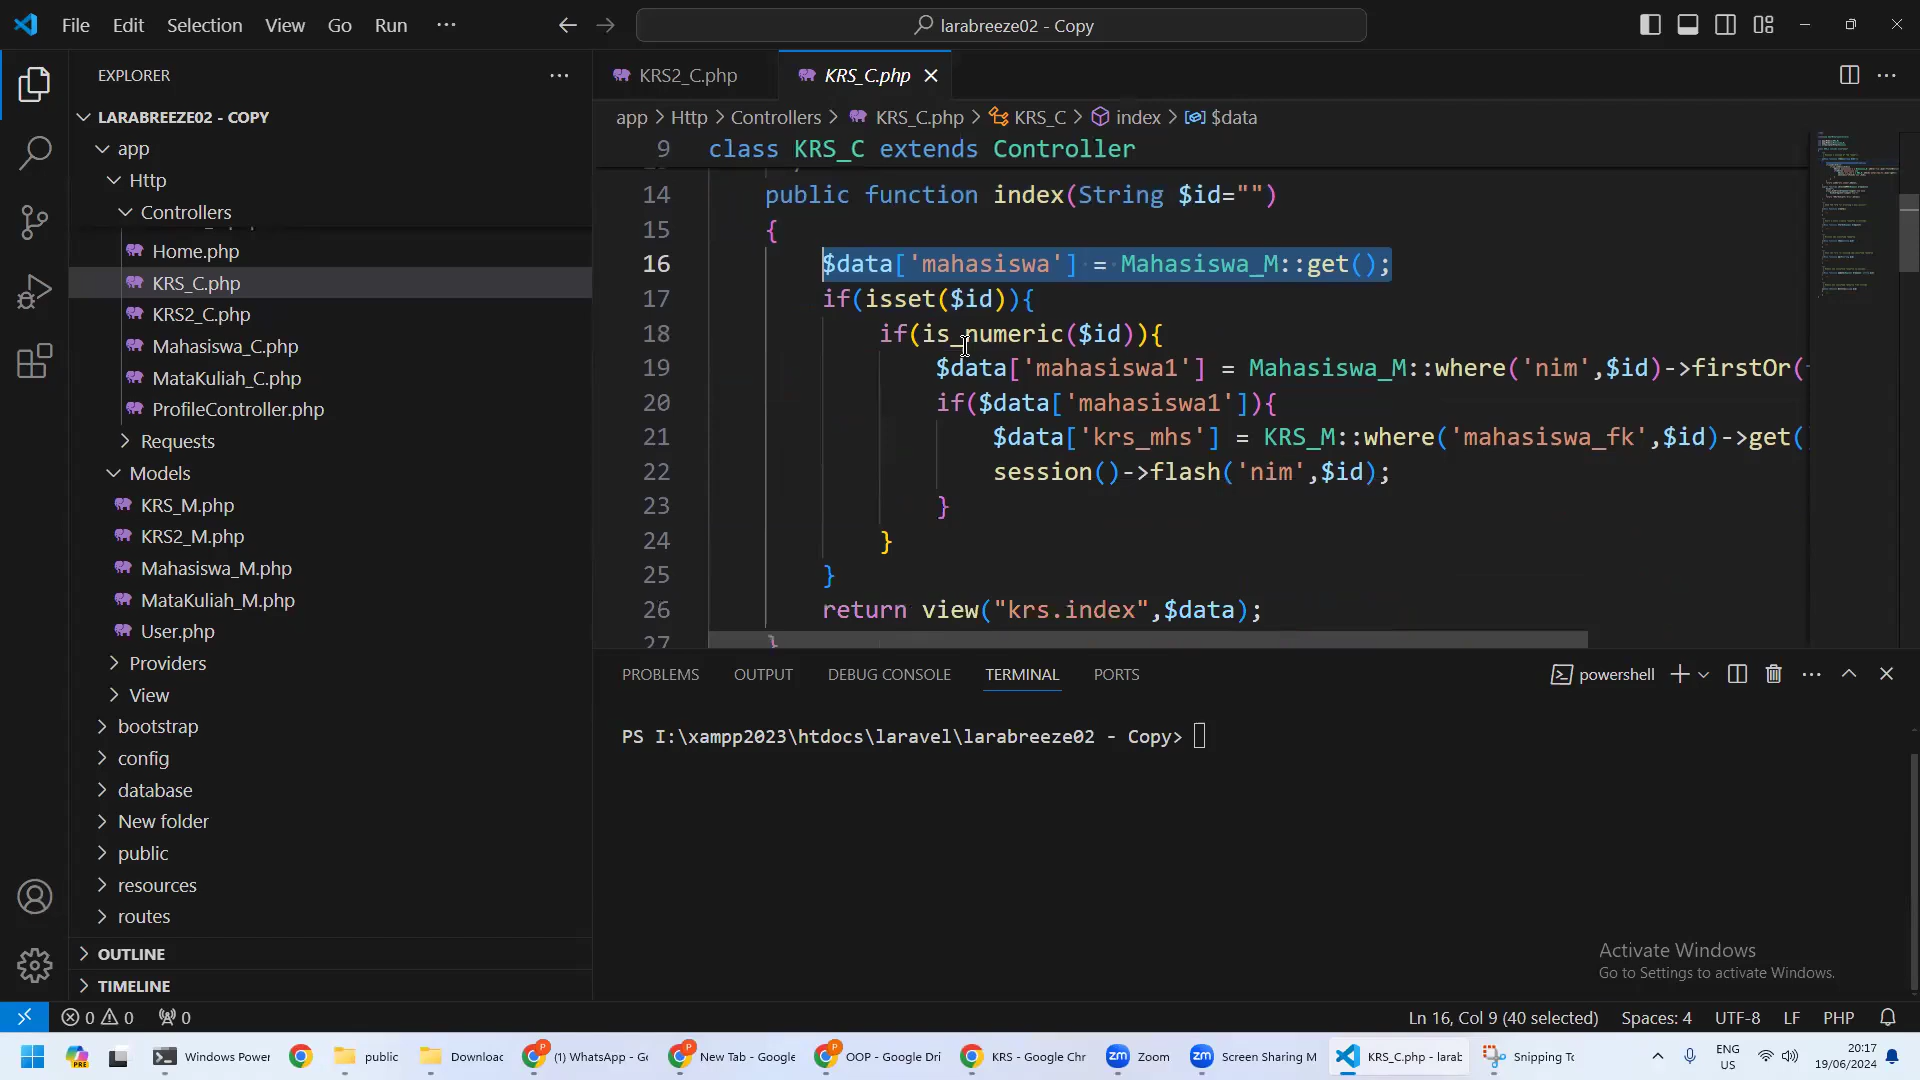 File Edit Selection View Go Run ··· larabreeze02 - Copy
EXPLORER
LARABREEZE02 - COPY
app
Http
Controllers
Home.php
KRS_C.php
KRS2_C.php
Mahasiswa_C.php
MataKuliah_C.php
ProfileController.php
Requests
Models
KRS_M.php
KRS2_M.php
Mahasiswa_M.php
MataKuliah_M.php
User.php
Providers
View
bootstrap
config
database
New folder
public
resources
routes
OUTLINE
TIMELINE
KRS2_C.php KRS_C.php
app > Http > Controllers > KRS_C.php > KRS_C > index > $data
9 class KRS_C extends Controller
14 public function index(String $id="")
15 {
16 $data['mahasiswa'] = Mahasiswa_M::get();
17 if(isset($id)){
18 if(is_numeric($id)){
19 $data['mahasiswa1'] = Mahasiswa_M::where('nim',$id)->firstOr(
20 if($data['mahasiswa1']){
21 $data['krs_mhs'] = KRS_M::where('mahasiswa_fk',$id)->get()
22 session()->flash('nim',$id);
23 }
24 }
25 }
26 return view("krs.index",$data);
27 }
PROBLEMS OUTPUT DEBUG CONSOLE TERMINAL PORTS powershell
PS I:\xampp2023\htdocs\laravel\larabreeze02 - Copy>
Activate Windows
Go to Settings to activate Windows.
0 0 0 Ln 16, Col 9 (40 selected) Spaces: 4 UTF-8 LF PHP
Windows Power public Downloac (1) WhatsApp - Gc New Tab - Google OOP - Google Dri KRS - Google Chr Zoom Screen Sharing M KRS_C.php - larab Snipping To ENG US 20:17 19/06/2024